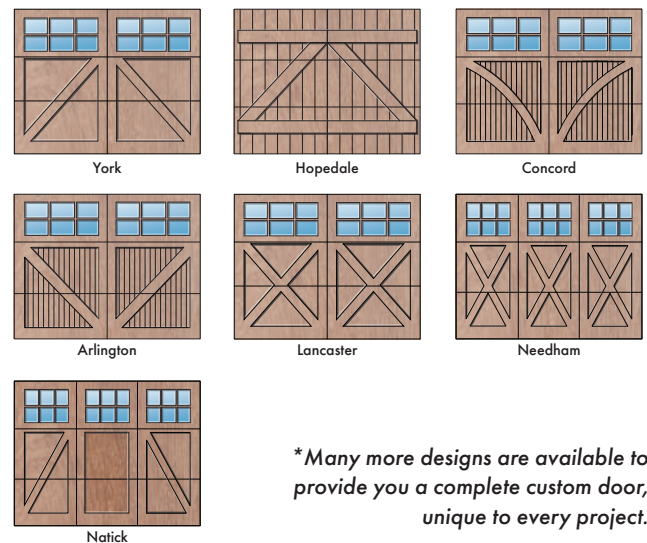 York
Hopedale
Concord
Arlington
Lancaster
Needham
Natick
*Many more designs are available to
provide you a complete custom door,
unique to every project.